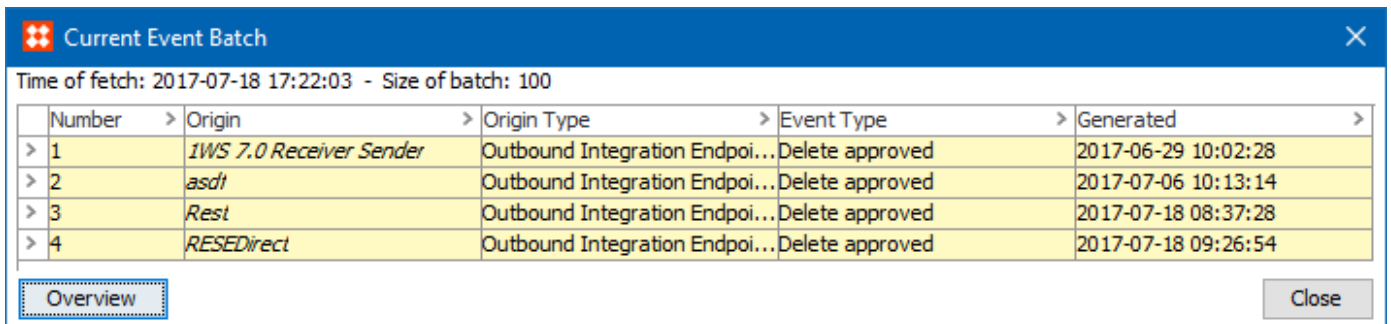 Current Event Batch
Time of fetch: 2017-07-18 17:22:03 - Size of batch: 100
Number > Origin > Origin Type > Event Type > Generated >
> 1 1WS 7.0 Receiver Sender Outbound Integration Endpoi... Delete approved 2017-06-29 10:02:28
> 2 asdf Outbound Integration Endpoi... Delete approved 2017-07-06 10:13:14
> 3 Rest Outbound Integration Endpoi... Delete approved 2017-07-18 08:37:28
> 4 RESEDirect Outbound Integration Endpoi... Delete approved 2017-07-18 09:26:54
Overview Close